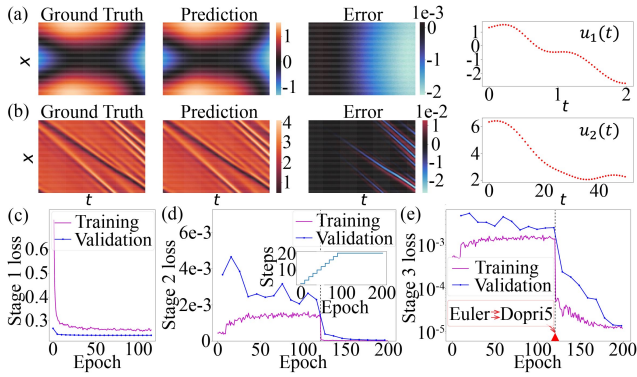 (a) Ground Truth Prediction Error 1e-3
x
1
0
-1
0
-1
-2
1
0
-1
-2
u₁(t)
0 1 2
t
(b) Ground Truth Prediction Error 1e-2
x
t t
4
3
2
1
1
0
-1
6
4
2
u₂(t)
0 20 40
t
(c)
Stage 1 loss
0.6
0.5
0.4
0.3
Training
Validation
0 50 100
Epoch
(d)
Stage 2 loss
6e-3
4e-3
2e-3
0
Training
Validation
Steps
20
10
0
0 100 200
Epoch
0 50 100 150 200
Epoch
(e)
Stage 3 loss
10⁻³
10⁻⁴
10⁻⁵
Training
Validation
Euler⇉Dopri5
0 50 100 150 200
Epoch